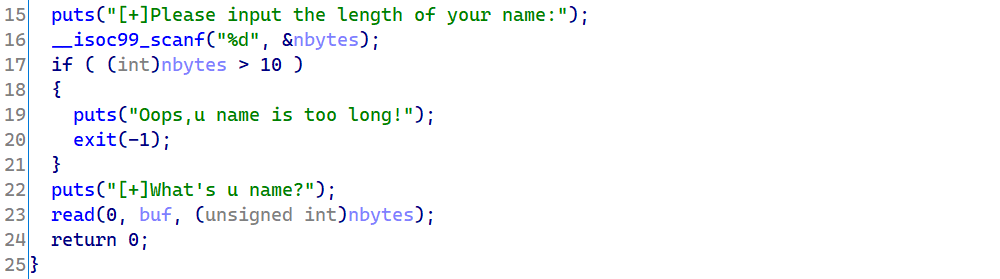 15 puts("[+]Please input the length of your name:");
16 __isoc99_scanf("%d", &nbytes);
17 if ( (int)nbytes > 10 )
18 {
19 puts("Oops,u name is too long!");
20 exit(-1);
21 }
22 puts("[+]What's u name?");
23 read(0, buf, (unsigned int)nbytes);
24 return 0;
25 }